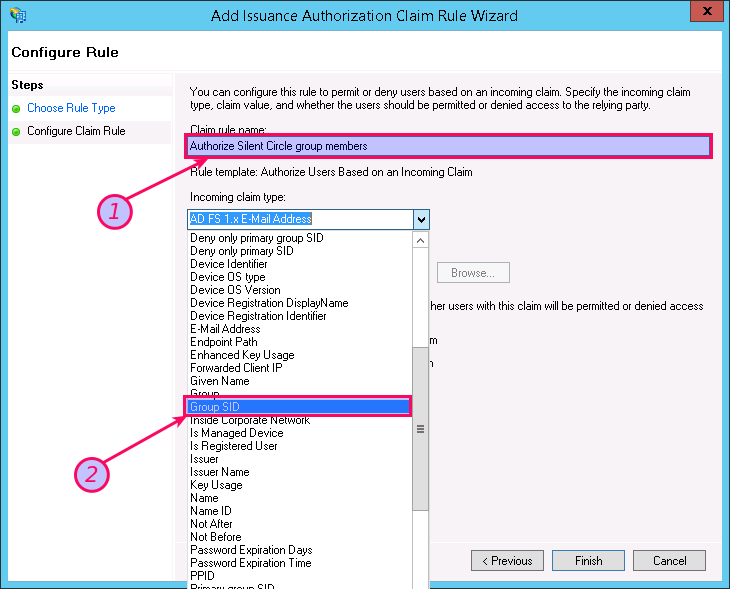 Add Issuance Authorization Claim Rule Wizard
x
Configure Rule
Steps
Choose Rule Type
Configure Claim Rule
You can configure this rule to permit or deny users based on an incoming claim. Specify the incoming claim
type, claim value, and whether the users should be permitted or denied access to the relying party.
Claim rule name:
Authorize Silent Circle group members
Rule template: Authorize Users Based on an Incoming Claim
1
Incoming claim type:
AD FS 1.x E-Mail Address
Deny only primary group SID
Deny only primary SID
Device Identifier
Device OS type
Browse...
Device OS Version
Device Registration DisplayName
her users with this claim will be permitted or denied access
Device Registration Identifier
E-Mail Address
Endpoint Path
m
Enhanced Key Usage
Forwarded Client IP
Given Name
Group
Group SID
Inside Corporate Network
Is Managed Device
Is Registered User
Issuer
2
Issuer Name
Key Usage
Name
Name ID
Not After
Not Before
Password Expiration Days
Password Expiration Time
PPID
Primary group SID
< Previous
Finish
Cancel